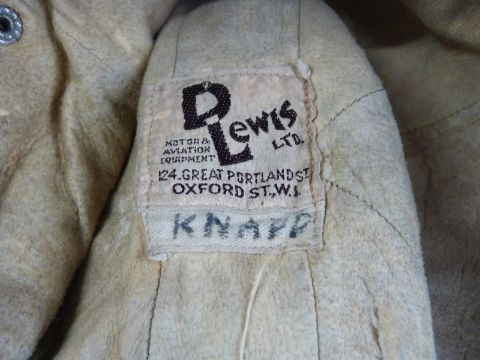 D Lewis LTD.
MOTOR &
AVIATION
EQUIPMENT
124. GREAT PORTLAND ST
OXFORD ST., W.1.
KNAPP